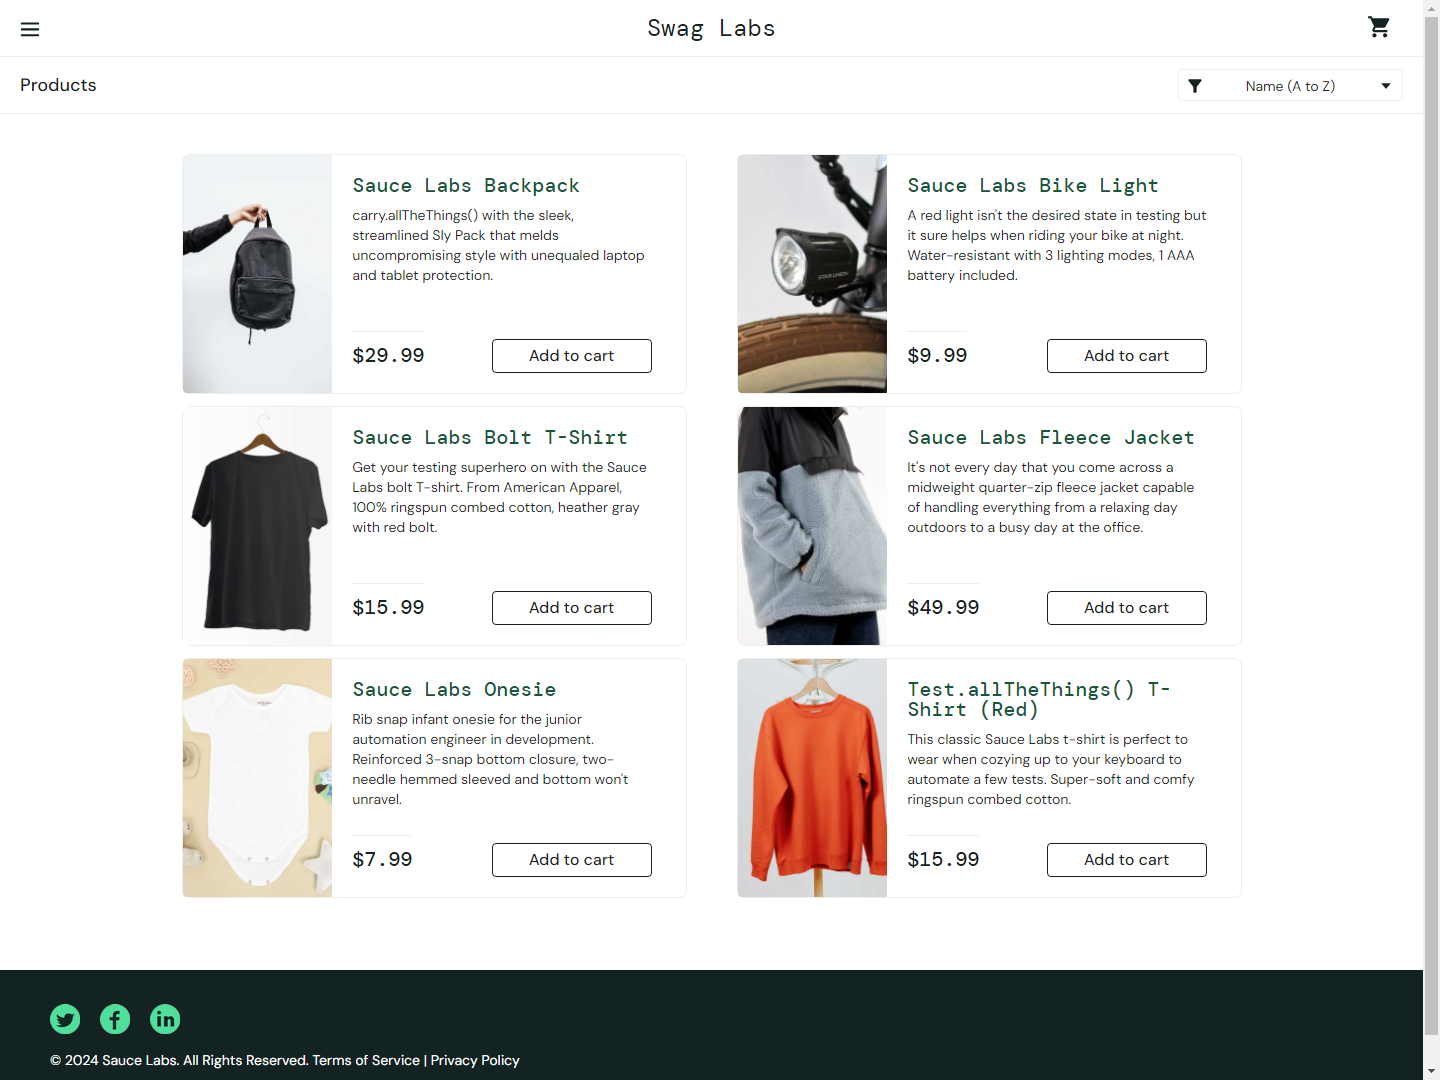 Swag Labs
Products
Name (A to Z)
Sauce Labs Backpack
carry.allTheThings() with the sleek,
streamlined Sly Pack that melds
uncompromising style with unequaled laptop
and tablet protection.
$29.99
Add to cart
Sauce Labs Bike Light
A red light isn't the desired state in testing but
it sure helps when riding your bike at night.
Water-resistant with 3 lighting modes, 1 AAA
battery included.
$9.99
Add to cart
STAR UNION
Sauce Labs Bolt T-Shirt
Get your testing superhero on with the Sauce
Labs bolt T-shirt. From American Apparel,
100% ringspun combed cotton, heather gray
with red bolt.
$15.99
Add to cart
Sauce Labs Fleece Jacket
It's not every day that you come across a
midweight quarter-zip fleece jacket capable
of handling everything from a relaxing day
outdoors to a busy day at the office.
$49.99
Add to cart
Sauce Labs Onesie
Rib snap infant onesie for the junior
automation engineer in development.
Reinforced 3-snap bottom closure, two-
needle hemmed sleeved and bottom won't
unravel.
$7.99
Add to cart
Test.allTheThings() T-
Shirt (Red)
This classic Sauce Labs t-shirt is perfect to
wear when cozying up to your keyboard to
automate a few tests. Super-soft and comfy
ringspun combed cotton.
$15.99
Add to cart
© 2024 Sauce Labs. All Rights Reserved. Terms of Service | Privacy Policy